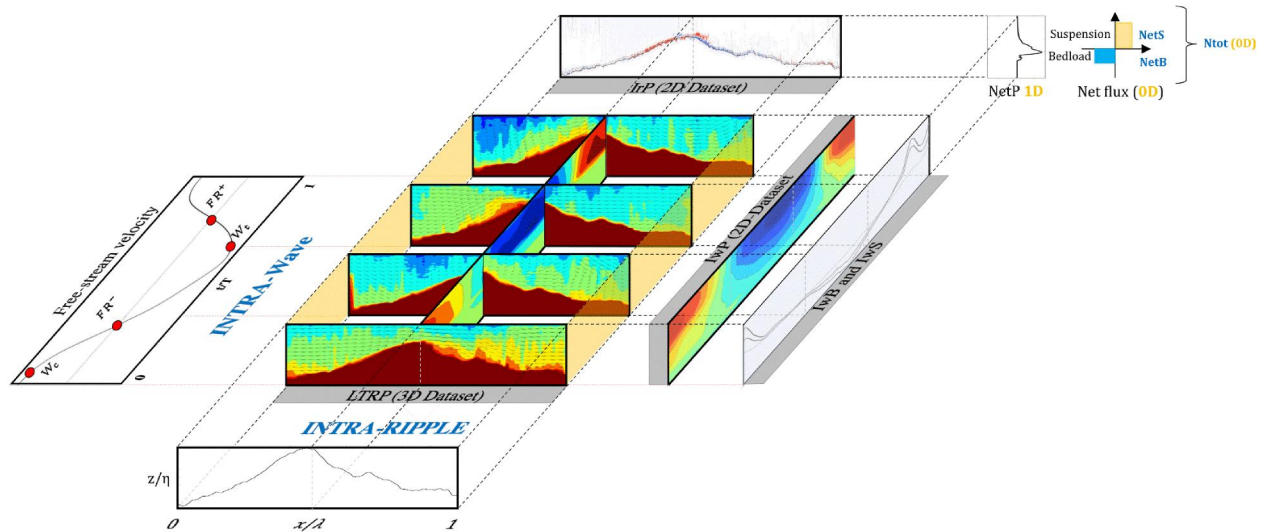 Suspension
Bedload
NetS
NetB
Ntot (0D)
NetP 1D
Net flux (0D)
IrP (2D Dataset)
Free-stream velocity
1
FR⁺
Wₜ
t/T
INTRA-Wave
FR⁻
W꜀
0
IwP (2D-Dataset
IwB and IwS
LTRP (3D Dataset)
INTRA-RIPPLE
z/η
0
x/λ
1